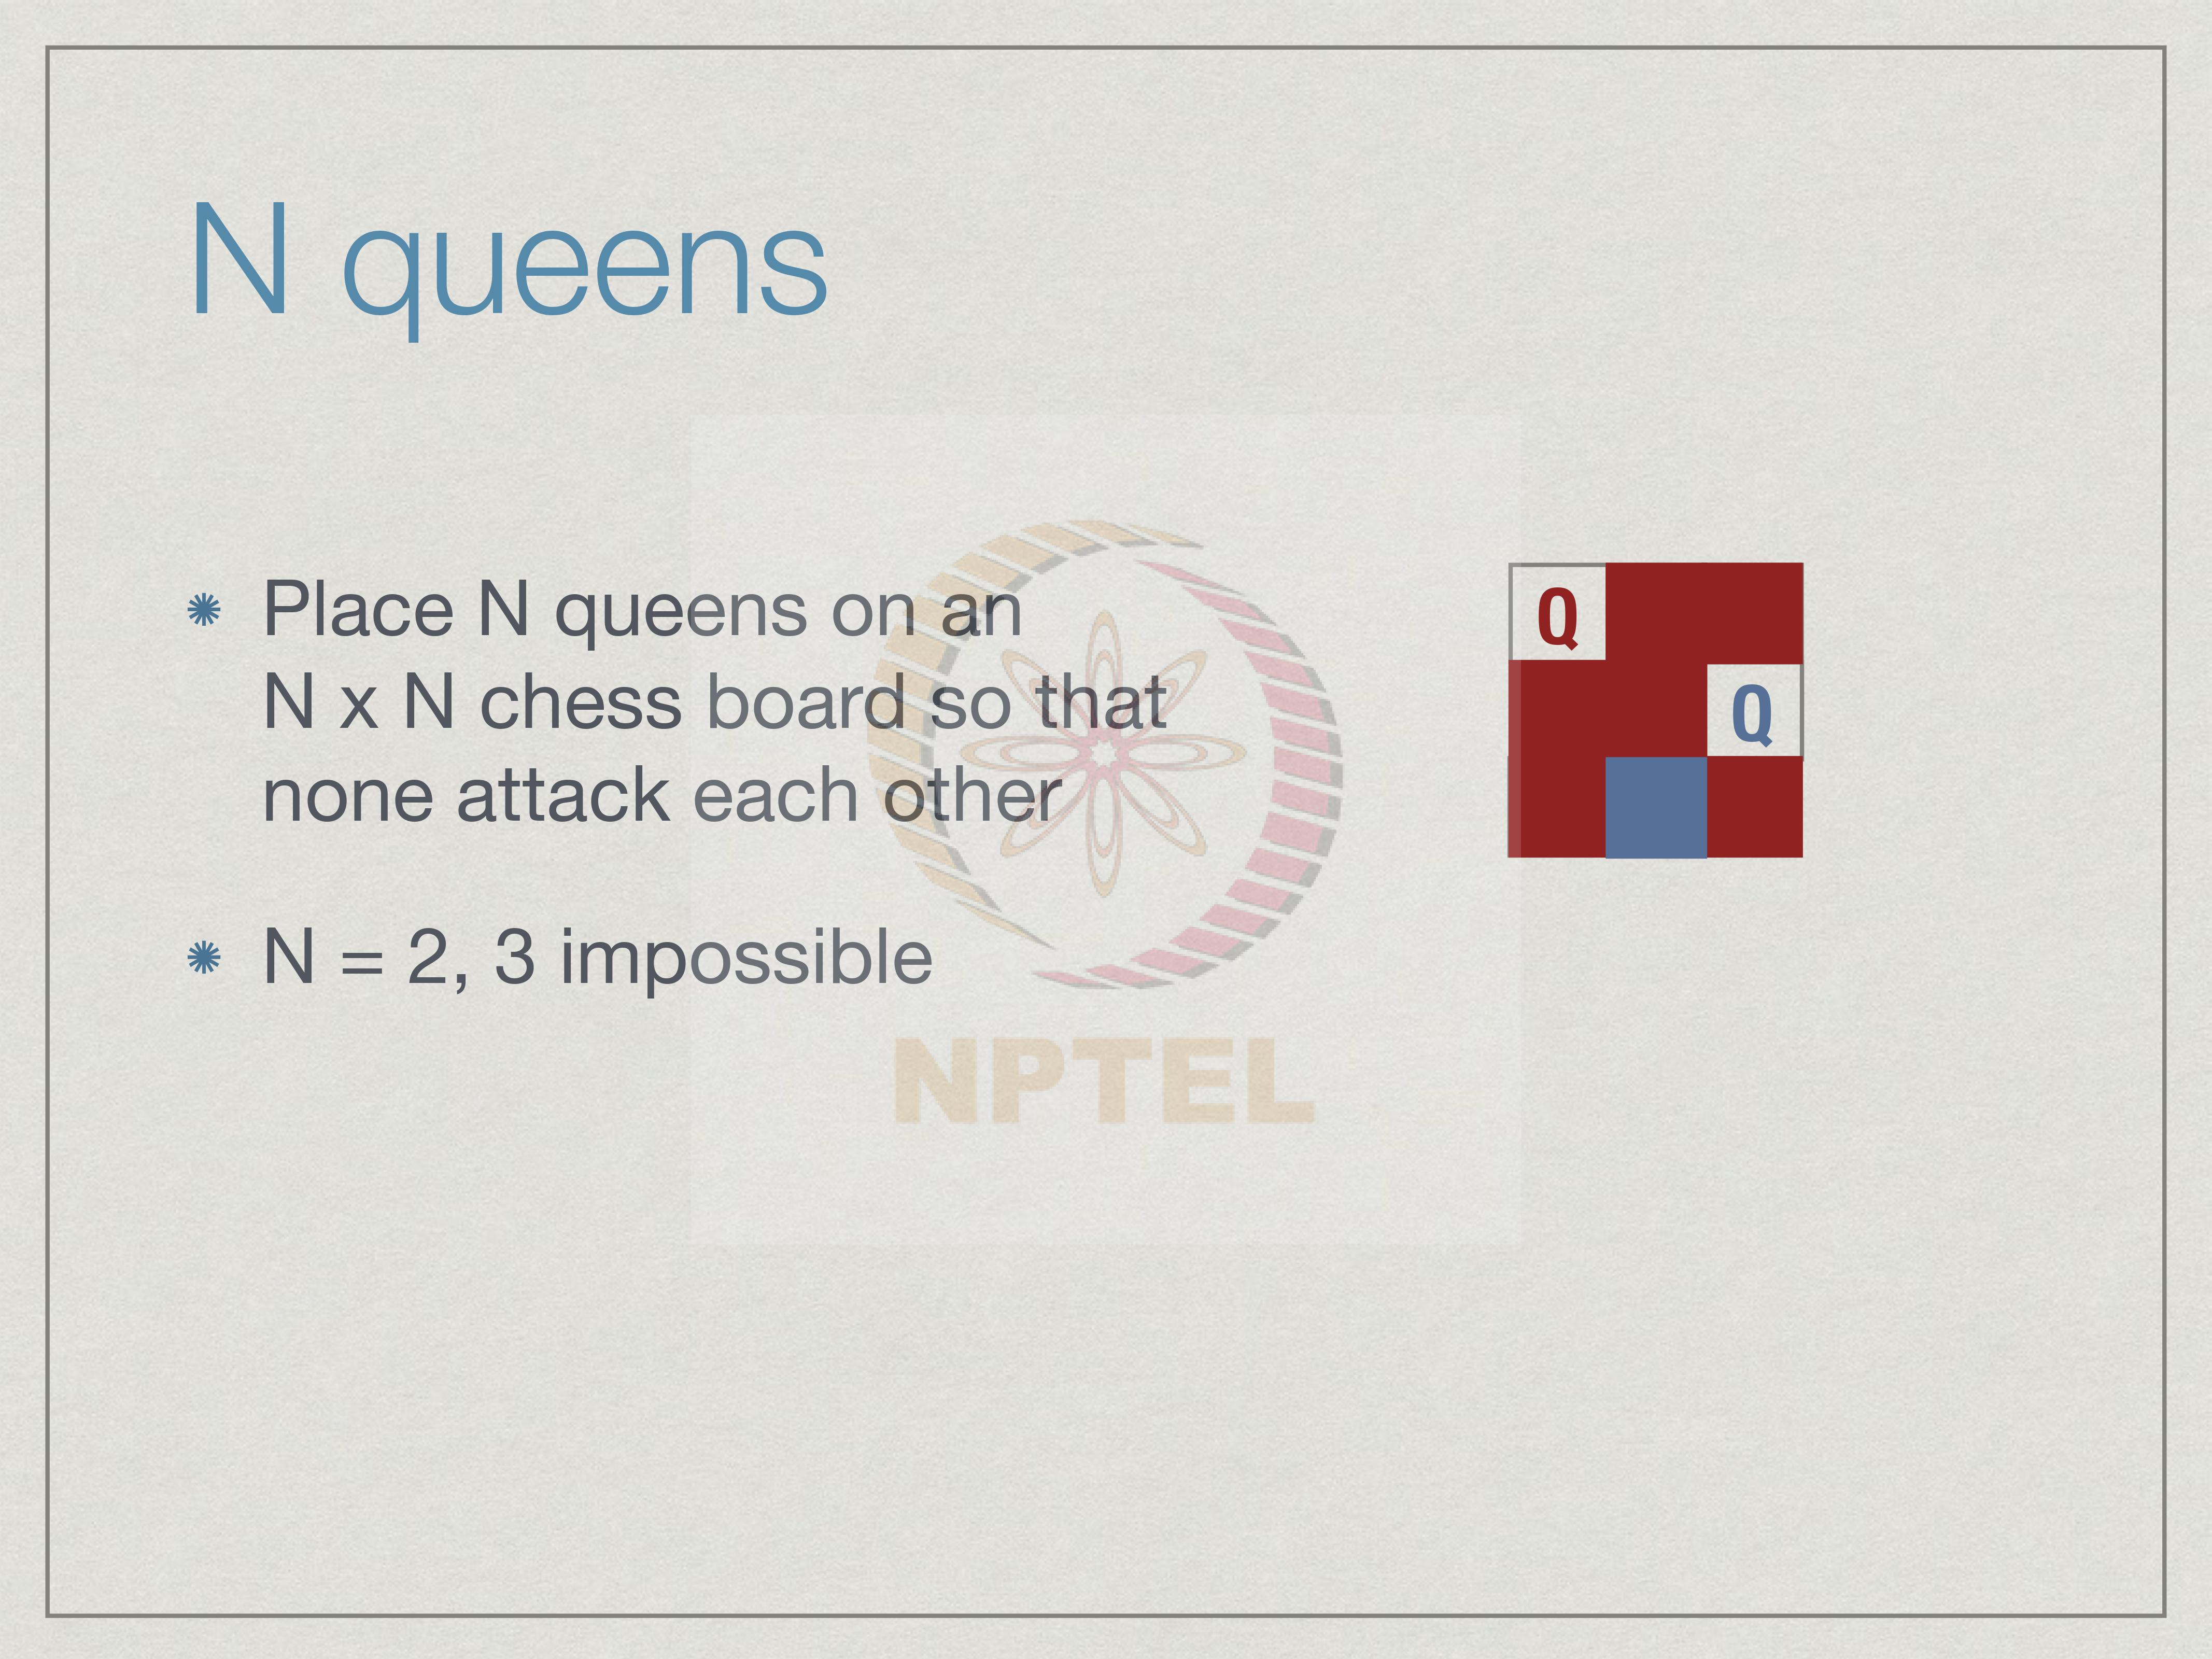 N queens
Place N queens on an
N x N chess board so that
none attack each other
N = 2, 3 impossible
Q
Q
NPTEL